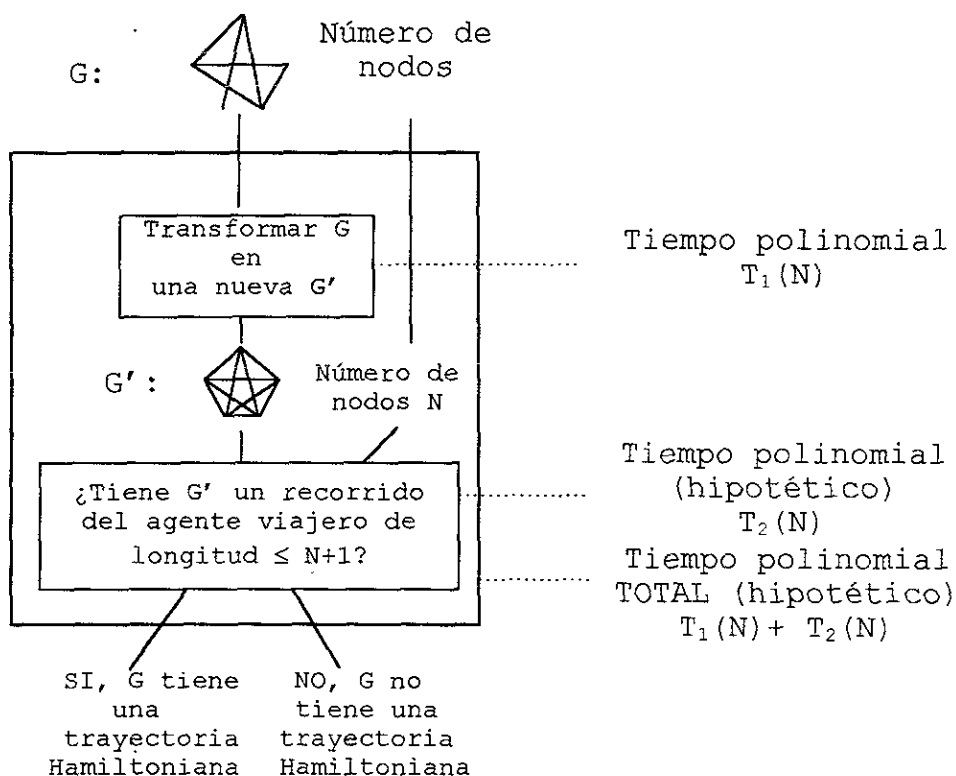 Número de
nodos
G:
Transformar G
en
una nueva G'
Tiempo polinomial
T₁(N)
G':
Número de
nodos N
¿Tiene G' un recorrido
del agente viajero de
longitud ≤ N+1?
Tiempo polinomial
(hipotético)
T₂(N)
Tiempo polinomial
TOTAL (hipotético)
T₁(N)+ T₂(N)
SI, G tiene
una
trayectoria
Hamiltoniana
NO, G no
tiene una
trayectoria
Hamiltoniana